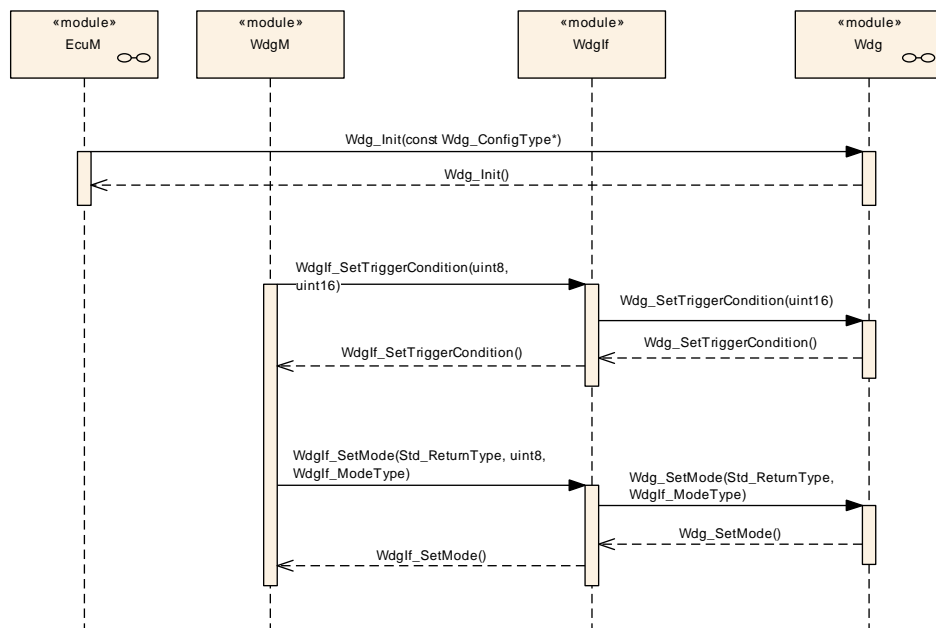 «module»
EcuM
«module»
WdgM
«module»
WdgIf
«module»
Wdg
Wdg_Init(const Wdg_ConfigType*)
Wdg_Init()
WdgIf_SetTriggerCondition(uint8,
uint16)
Wdg_SetTriggerCondition(uint16)
Wdg_SetTriggerCondition()
WdgIf_SetTriggerCondition()
WdgIf_SetMode(Std_ReturnType, uint8,
WdgIf_ModeType)
Wdg_SetMode(Std_ReturnType,
WdgIf_ModeType)
Wdg_SetMode()
WdgIf_SetMode()